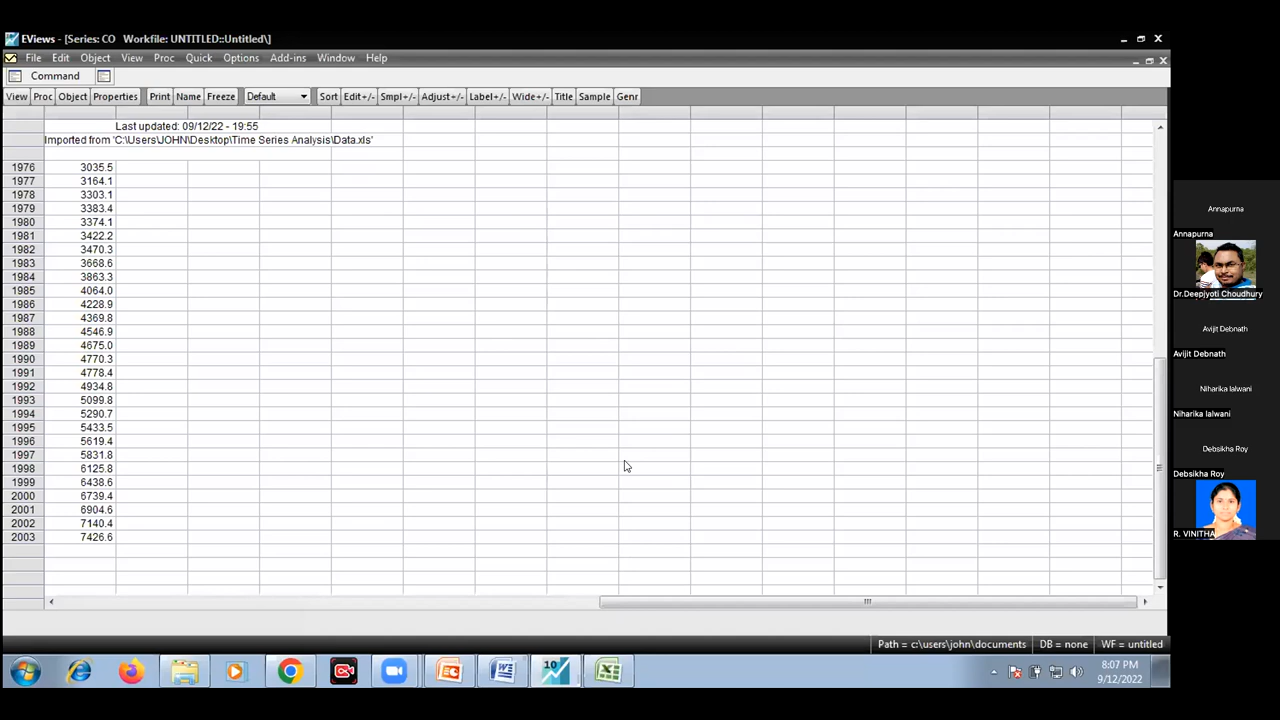 EViews - [Series: CO   Workfile: UNTITLED::Untitled\]
File Edit Object View Proc Quick Options Add-ins Window Help
Command
View Proc Object Properties Print Name Freeze Default Sort Edit+/- Smpl+/- Adjust+/- Label+/- Wide+/- Title Sample Genr
Last updated: 09/12/22 - 19:55
Imported from 'C:\Users\JOHN\Desktop\Time Series Analysis\Data.xls'
1976 3035.5
1977 3164.1
1978 3303.1
1979 3383.4
1980 3374.1
1981 3422.2
1982 3470.3
1983 3668.6
1984 3863.3
1985 4064.0
1986 4228.9
1987 4369.8
1988 4546.9
1989 4675.0
1990 4770.3
1991 4778.4
1992 4934.8
1993 5099.8
1994 5290.7
1995 5433.5
1996 5619.4
1997 5831.8
1998 6125.8
1999 6438.6
2000 6739.4
2001 6904.6
2002 7140.4
2003 7426.6
Path = c:\users\john\documents DB = none WF = untitled
10
8:07 PM
9/12/2022
Annapurna
Annapurna
Dr.Deepjyoti Choudhury
Avijit Debnath
Avijit Debnath
Niharika lalwani
Niharika lalwani
Debsikha Roy
Debsikha Roy
R. VINITHA